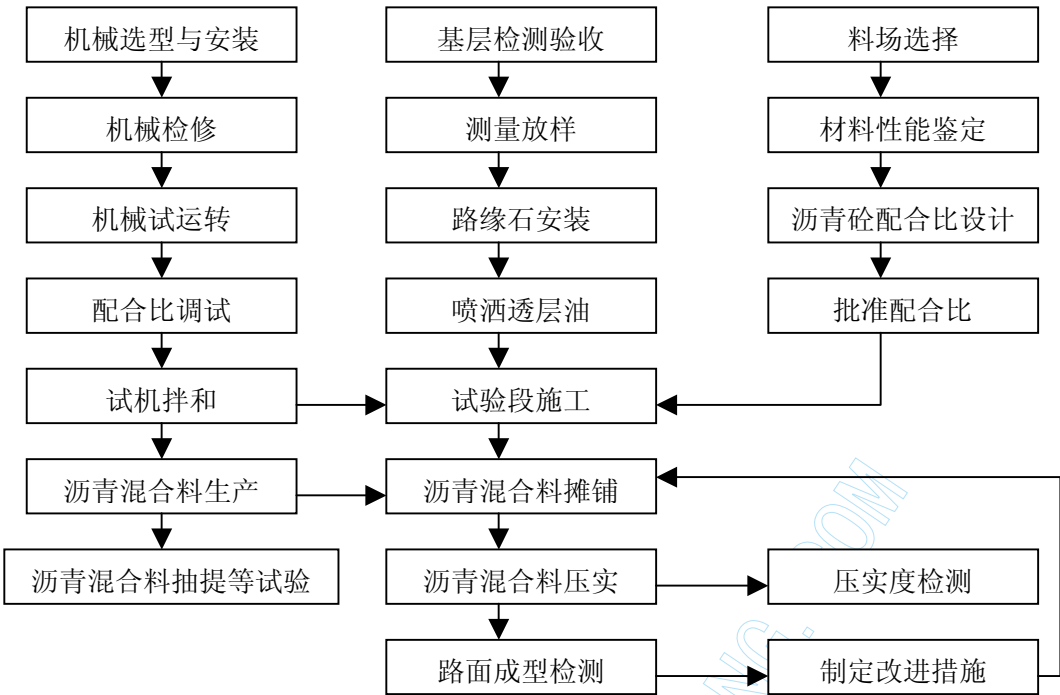 机械选型与安装
基层检测验收
料场选择
机械检修
测量放样
材料性能鉴定
机械试运转
路缘石安装
沥青砼配合比设计
配合比调试
喷洒透层油
批准配合比
试机拌和
试验段施工
沥青混合料生产
沥青混合料摊铺
沥青混合料抽提等试验
沥青混合料压实
压实度检测
路面成型检测
制定改进措施